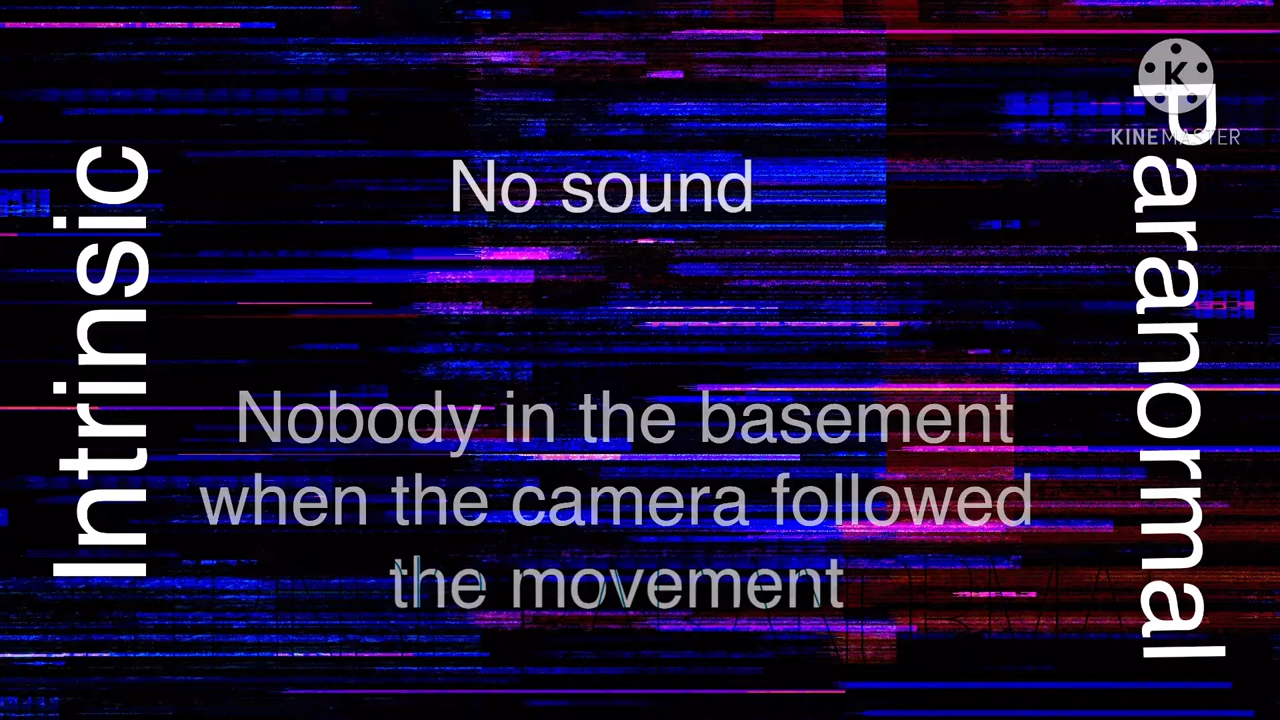 Intrinsic
No sound
Nobody in the basement
when the camera followed
the movement
Paranormal
K
KINEMASTER